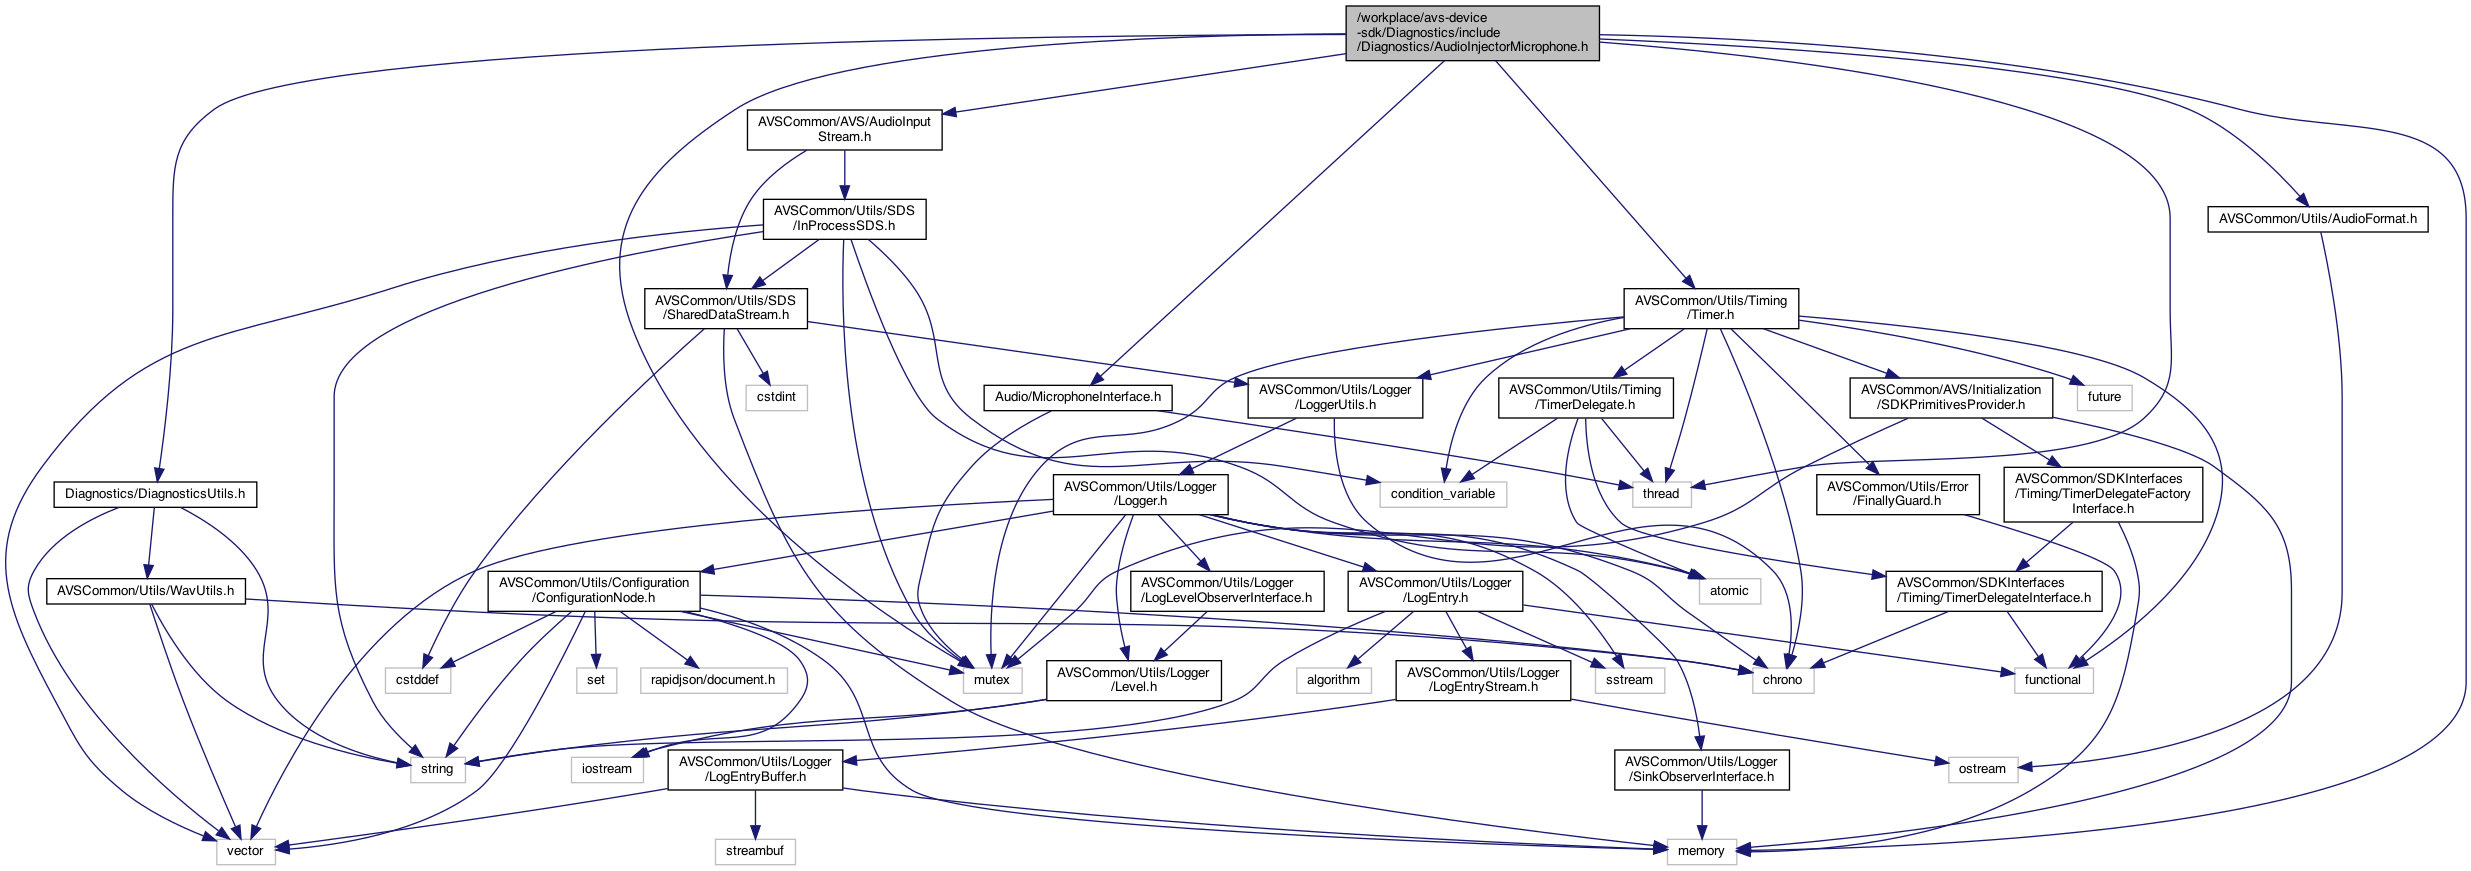 /workplace/avs-device
-sdk/Diagnostics/include
/Diagnostics/AudioInjectorMicrophone.h
AVSCommon/AVS/AudioInput
Stream.h
AVSCommon/Utils/SDS
/InProcessSDS.h
AVSCommon/Utils/AudioFormat.h
AVSCommon/Utils/SDS
/SharedDataStream.h
AVSCommon/Utils/Timing
/Timer.h
cstdint
Audio/MicrophoneInterface.h
AVSCommon/Utils/Logger
/LoggerUtils.h
AVSCommon/Utils/Timing
/TimerDelegate.h
AVSCommon/AVS/Initialization
/SDKPrimitivesProvider.h
future
Diagnostics/DiagnosticsUtils.h
AVSCommon/Utils/Logger
/Logger.h
condition_variable
thread
AVSCommon/Utils/Error
/FinallyGuard.h
AVSCommon/SDKInterfaces
/Timing/TimerDelegateFactory
Interface.h
AVSCommon/Utils/WavUtils.h
AVSCommon/Utils/Configuration
/ConfigurationNode.h
AVSCommon/Utils/Logger
/LogLevelObserverInterface.h
AVSCommon/Utils/Logger
/LogEntry.h
atomic
AVSCommon/SDKInterfaces
/Timing/TimerDelegateInterface.h
cstddef
set
rapidjson/document.h
mutex
AVSCommon/Utils/Logger
/Level.h
algorithm
AVSCommon/Utils/Logger
/LogEntryStream.h
sstream
chrono
functional
string
iostream
AVSCommon/Utils/Logger
/LogEntryBuffer.h
AVSCommon/Utils/Logger
/SinkObserverInterface.h
ostream
vector
streambuf
memory